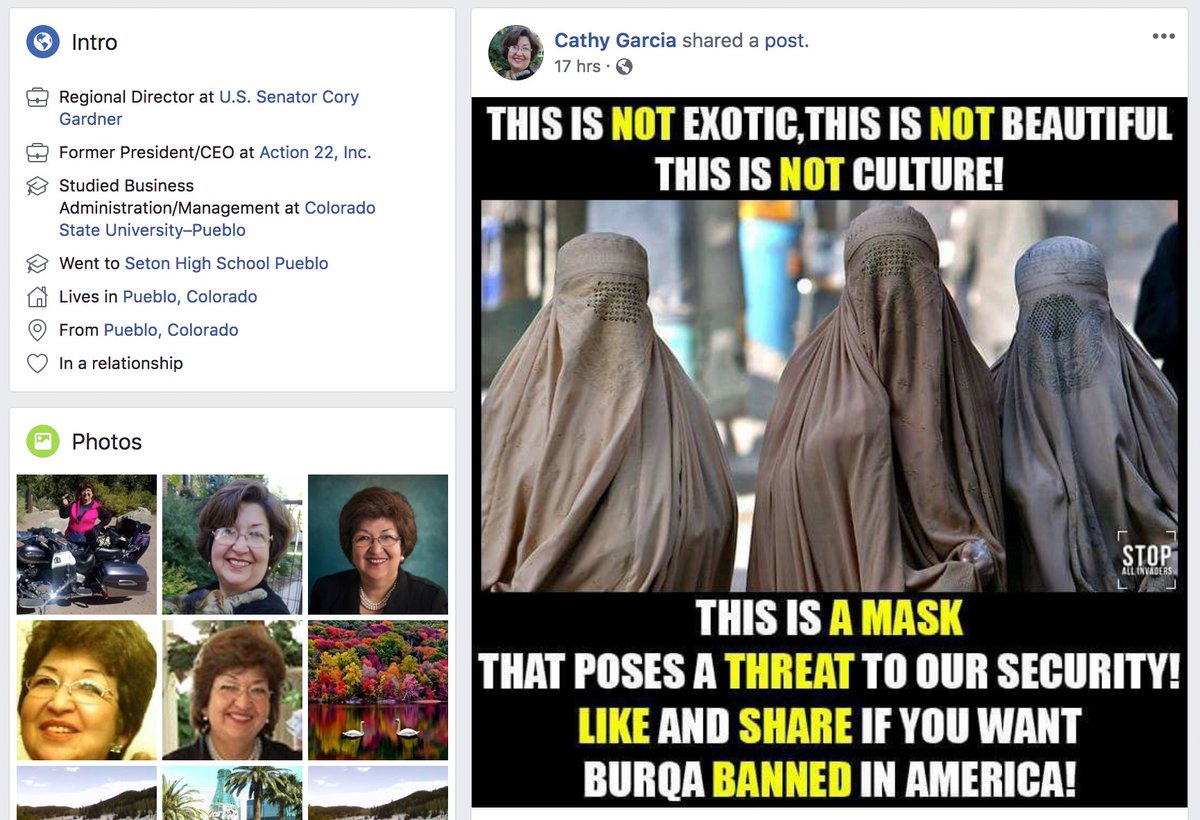 Intro
Regional Director at U.S. Senator Cory
Gardner
Former President/CEO at Action 22, Inc.
Studied Business
Administration/Management at Colorado
State University–Pueblo
Went to Seton High School Pueblo
Lives in Pueblo, Colorado
From Pueblo, Colorado
In a relationship
Photos
Cathy Garcia shared a post.
17 hrs ·
THIS IS NOT EXOTIC,THIS IS NOT BEAUTIFUL
THIS IS NOT CULTURE!
STOP
ALL INVADERS
THIS IS A MASK
THAT POSES A THREAT TO OUR SECURITY!
LIKE AND SHARE IF YOU WANT
BURQA BANNED IN AMERICA!